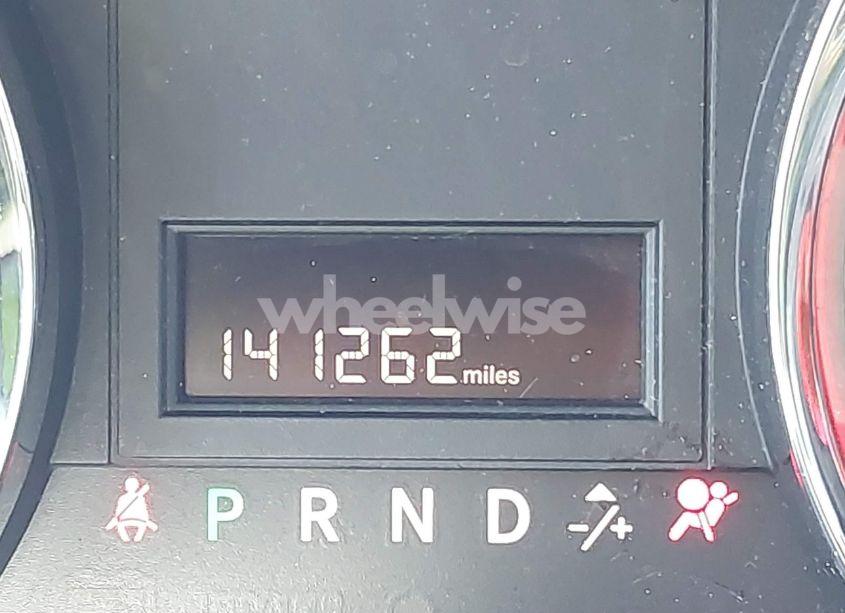 wheelwise
141262 miles
P R N D -/+